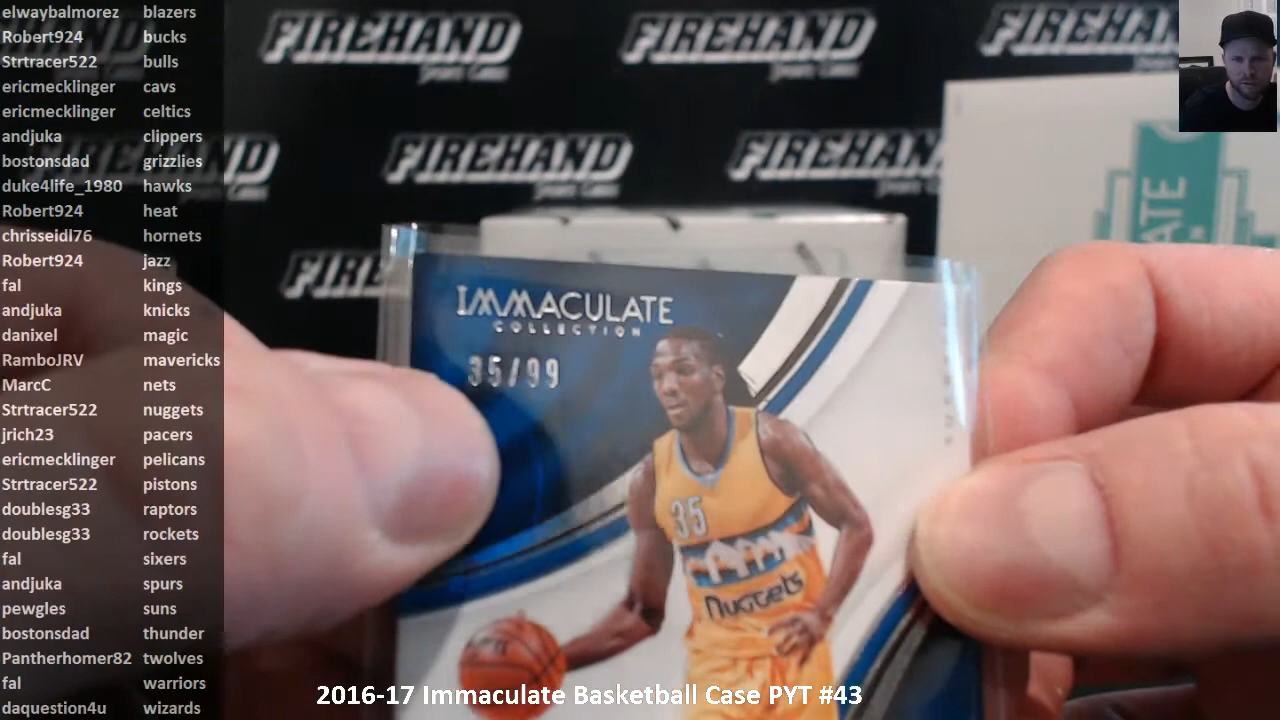 elwaybalmorez blazers
Robert924 bucks
Strtracer522 bulls
ericmecklinger cavs
ericmecklinger celtics
andjuka clippers
bostonsdad grizzlies
duke4life_1980 hawks
Robert924 heat
chrisseidl76 hornets
Robert924 jazz
fal kings
andjuka knicks
danixel magic
RamboJRV mavericks
MarcC nets
Strtracer522 nuggets
jrich23 pacers
ericmecklinger pelicans
Strtracer522 pistons
doublesg33 raptors
doublesg33 rockets
fal sixers
andjuka spurs
pewgles suns
bostonsdad thunder
Pantherhomer82 twolves
fal warriors
daquestion4u wizards
FIREHAND FIREHAND FIREHAND
FIREHAND FIREHAND
FIRE
IMMACULATE
COLLECTION
35/99
35
NUGGETS
2016-17 Immaculate Basketball Case PYT #43